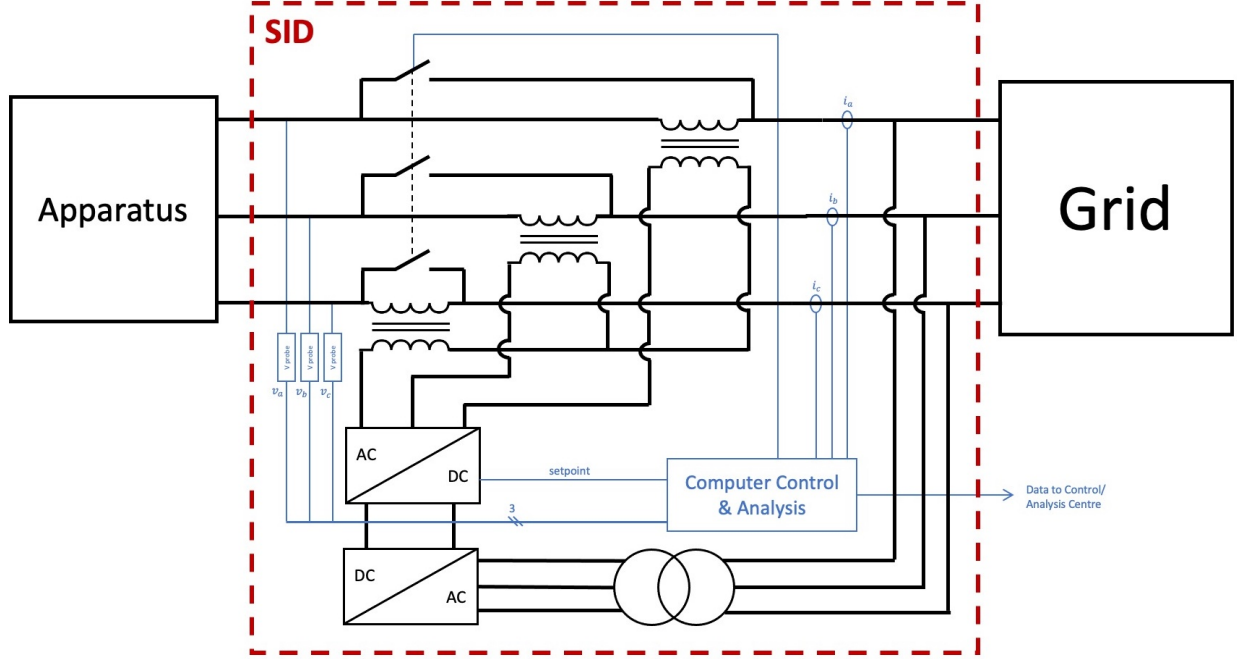 SID
Apparatus
Grid
i_a
i_b
i_c
V probe
V probe
V probe
v_a
v_b
v_c
AC
DC
setpoint
Computer Control
& Analysis
Data to Control/
Analysis Centre
3
DC
AC